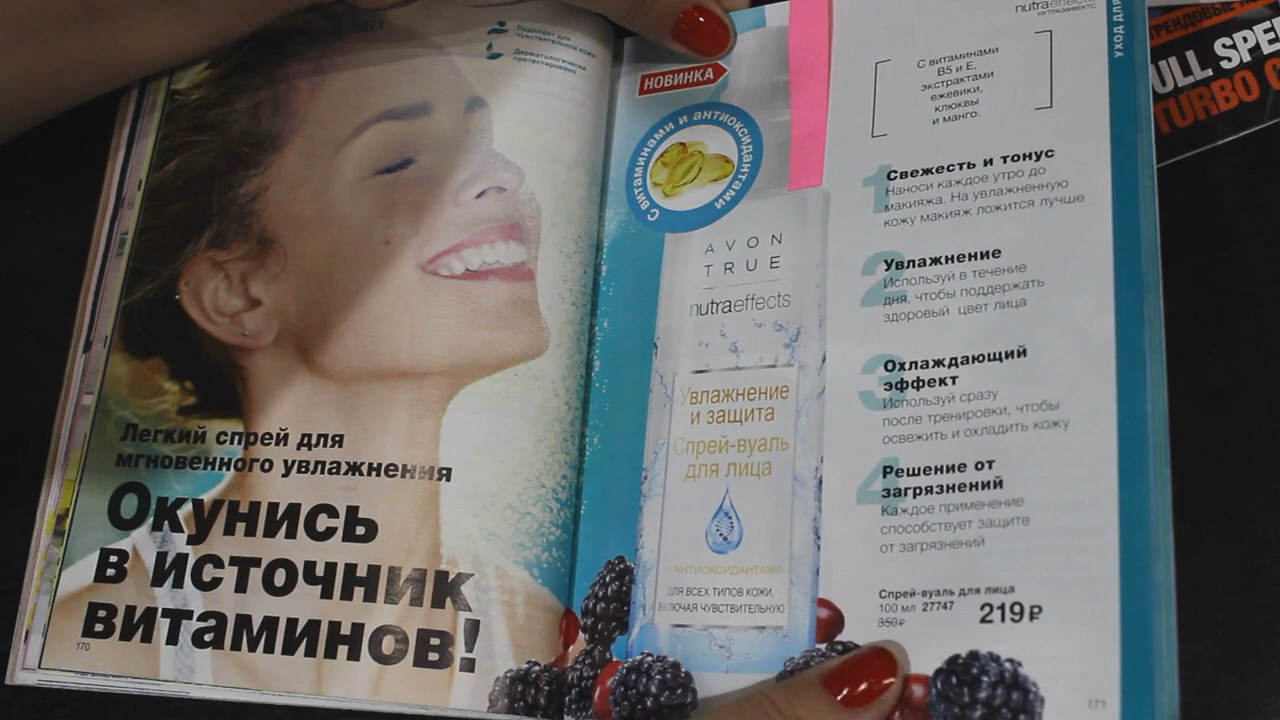 Подходит для
чувствительной кожи
Дерматологически
протестировано
Легкий спрей для
мгновенного увлажнения
Окунись
в источник
витаминов!
170
НОВИНКА
С витаминами и антиоксидантами
AVON
TRUE
nutraeffects
Увлажнение
и защита
Спрей-вуаль
для лица
АНТИОКСИДАНТАМИ
ДЛЯ ВСЕХ ТИПОВ КОЖИ,
ВКЛЮЧАЯ ЧУВСТВИТЕЛЬНУЮ
nutraeffects
НУТРАЭФФЕКТС
С витаминами
B5 и E,
экстрактами
ежевики,
клюквы
и манго.
1
Свежесть и тонус
Наноси каждое утро до
макияжа. На увлажненную
кожу макияж ложится лучше
2
Увлажнение
Используй в течение
дня, чтобы поддержать
здоровый цвет лица
3
Охлаждающий
эффект
Используй сразу
после тренировки, чтобы
освежить и охладить кожу
4
Решение от
загрязнений
Каждое применение
способствует защите
от загрязнений
Спрей-вуаль для лица
100 мл 27747
350₽ 219₽
171
УХОД ДЛЯ
ТРЕНДОВЫЕ
ULL SPE
TURBO